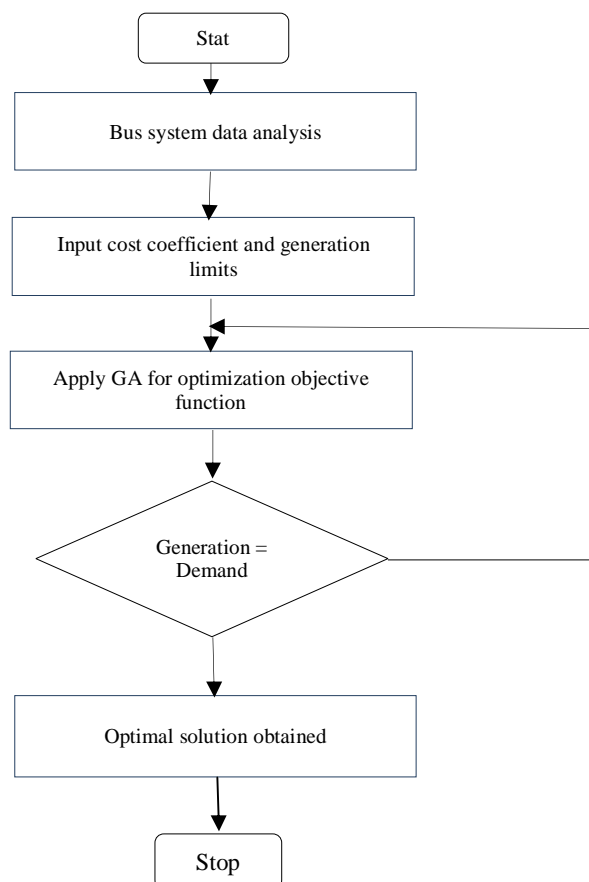 Stat
Bus system data analysis
Input cost coefficient and generation
limits
Apply GA for optimization objective
function
Generation =
Demand
Optimal solution obtained
Stop